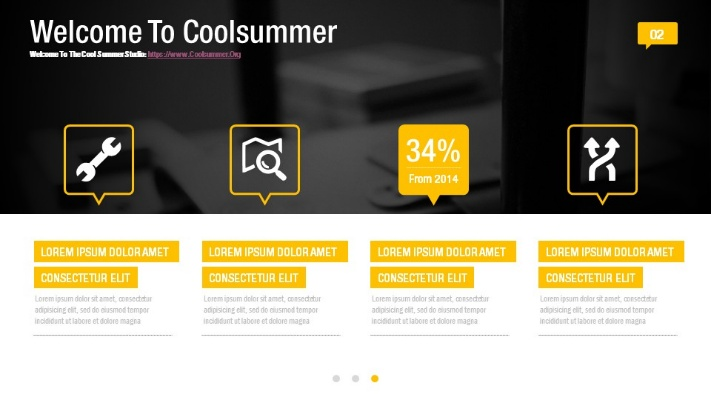 Welcome To Coolsummer
Welcome To The Cool Summer Studio: https://www.Coolsummer.Org
02
34%
From 2014
LOREM IPSUM DOLOR AMET
CONSECTETUR ELIT
Lorem ipsum dolor sit amet, consectetur
adipisicing elit, sed do eiusmod tempor
incididunt ut labore et dolore magna
LOREM IPSUM DOLOR AMET
CONSECTETUR ELIT
Lorem ipsum dolor sit amet, consectetur
adipisicing elit, sed do eiusmod tempor
incididunt ut labore et dolore magna
LOREM IPSUM DOLOR AMET
CONSECTETUR ELIT
Lorem ipsum dolor sit amet, consectetur
adipisicing elit, sed do eiusmod tempor
incididunt ut labore et dolore magna
LOREM IPSUM DOLOR AMET
CONSECTETUR ELIT
Lorem ipsum dolor sit amet, consectetur
adipisicing elit, sed do eiusmod tempor
incididunt ut labore et dolore magna